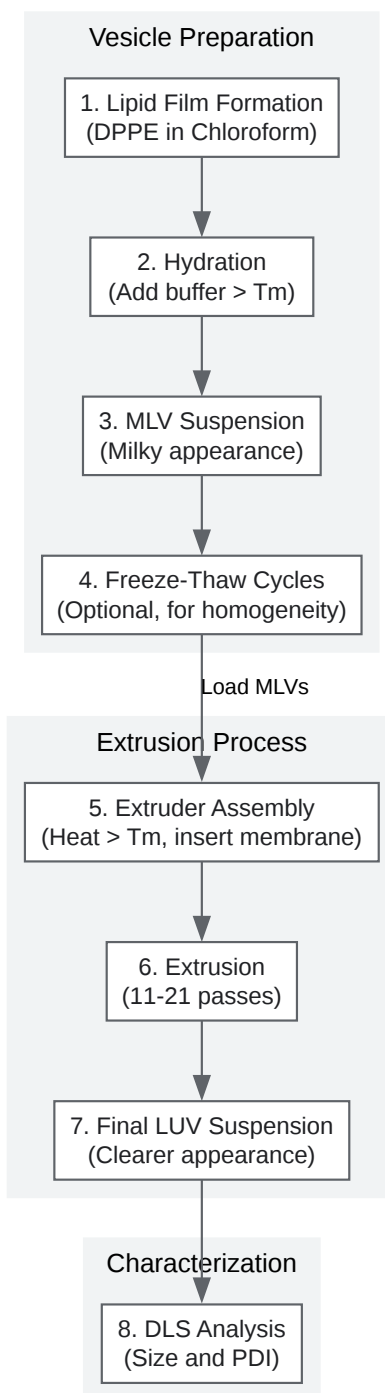 Vesicle Preparation
1. Lipid Film Formation
(DPPE in Chloroform)
2. Hydration
(Add buffer > Tm)
3. MLV Suspension
(Milky appearance)
4. Freeze-Thaw Cycles
(Optional, for homogeneity)
Load MLVs
Extrusion Process
5. Extruder Assembly
(Heat > Tm, insert membrane)
6. Extrusion
(11-21 passes)
7. Final LUV Suspension
(Clearer appearance)
Characterization
8. DLS Analysis
(Size and PDI)